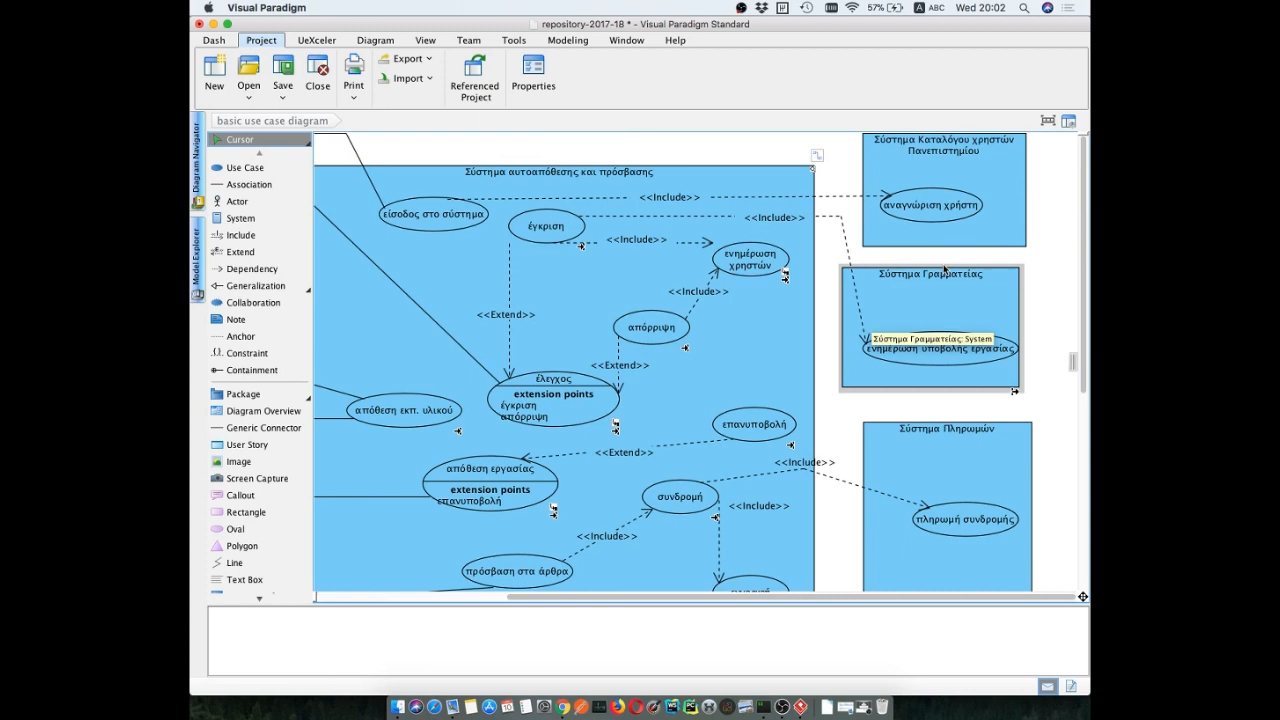 Visual Paradigm
57%
ABC
Wed 20:02
repository-2017-18 * - Visual Paradigm Standard
Dash
Project
UeXceler
Diagram
View
Team
Tools
Modeling
Window
Help
New
Open
Save
Close
Print
Export
Import
Referenced
Project
Properties
basic use case diagram
Diagram Navigator
Model Explorer
Cursor
Use Case
Association
Actor
System
Include
Extend
Dependency
Generalization
Collaboration
Note
Anchor
Constraint
Containment
Package
Diagram Overview
Generic Connector
User Story
Image
Screen Capture
Callout
Rectangle
Oval
Polygon
Line
Text Box
Σύστημα αυτοαπόθεσης και πρόσβασης
είσοδος στο σύστημα
<<Include>>
έγκριση
<<Include>>
<<Include>>
ενημέρωση
χρηστών
<<Include>>
<<Extend>>
απόρριψη
<<Extend>>
έλεγχος
extension points
έγκριση
απόρριψη
απόθεση εκπ. υλικού
επανυποβολή
<<Extend>>
απόθεση εργασίας
extension points
επανυποβολή
συνδρομή
<<Include>>
<<Include>>
<<Include>>
πρόσβαση στα άρθρα
Σύστημα Καταλόγου χρηστών
Πανεπιστημίου
αναγνώριση χρήστη
Σύστημα Γραμματείας
Σύστημα Γραμματείας: System
ενημέρωση υποβολής εργασίας
Σύστημα Πληρωμών
πληρωμή συνδρομής